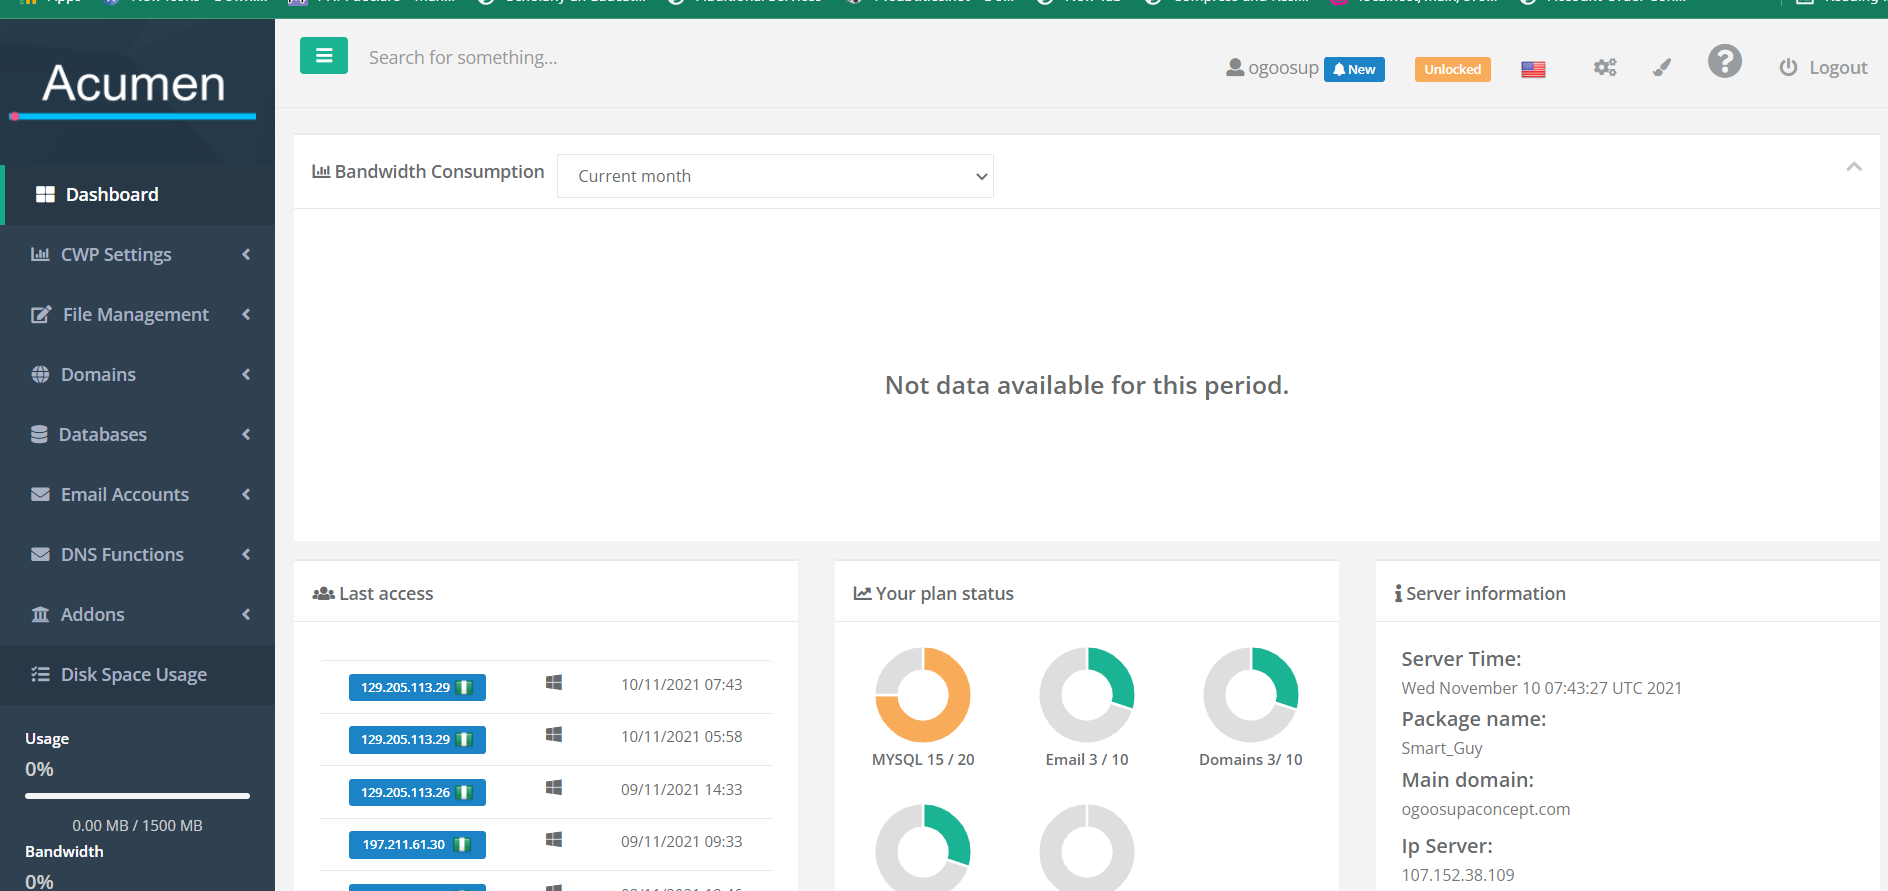 Acumen
Search for something...
ogoosup
New
Unlocked
Logout
Dashboard
CWP Settings
File Management
Domains
Databases
Email Accounts
DNS Functions
Addons
Disk Space Usage
Usage
0%
0.00 MB / 1500 MB
Bandwidth
0%
Bandwidth Consumption
Current month
Not data available for this period.
Last access
129.205.113.29 10/11/2021 07:43
129.205.113.29 10/11/2021 05:58
129.205.113.26 09/11/2021 14:33
197.211.61.30 09/11/2021 09:33
Your plan status
MYSQL 15 / 20
Email 3 / 10
Domains 3/ 10
Server information
Server Time:
Wed November 10 07:43:27 UTC 2021
Package name:
Smart_Guy
Main domain:
ogoosupaconcept.com
Ip Server:
107.152.38.109